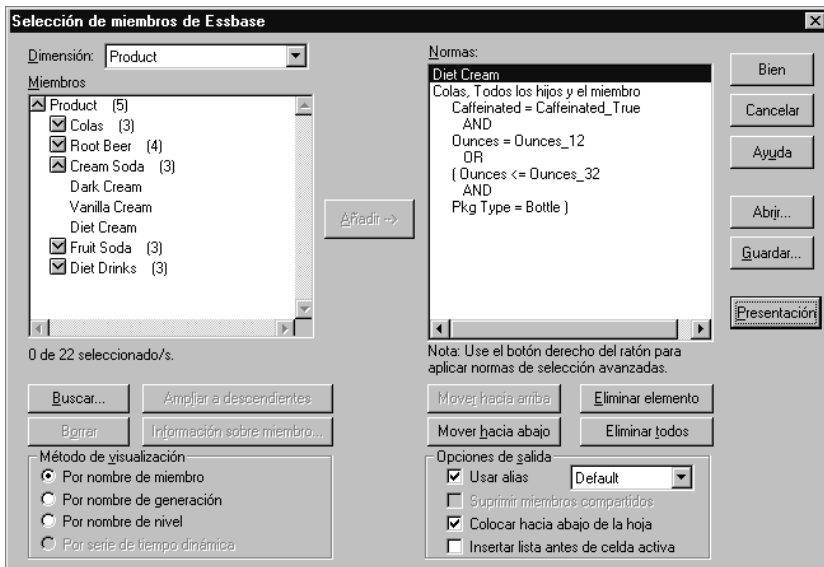 Selección de miembros de Essbase
Dimensión: Product
Miembros
Product (5)
Colas (3)
Root Beer (4)
Cream Soda (3)
Dark Cream
Vanilla Cream
Diet Cream
Fruit Soda (3)
Diet Drinks (3)
0 de 22 seleccionado/s.
Añadir -->
Normas:
Diet Cream
Colas, Todos los hijos y el miembro
Caffeinated = Caffeinated_True
AND
Ounces = Ounces_12
OR
( Ounces <= Ounces_32
AND
Pkg Type = Bottle )
Nota: Use el botón derecho del ratón para
aplicar normas de selección avanzadas.
Bien
Cancelar
Ayuda
Abrir...
Guardar...
Presentación
Buscar... Ampliar a descendientes
Borrar Información sobre miembro...
Mover hacia arriba Eliminar elemento
Mover hacia abajo Eliminar todos
Método de visualización
Por nombre de miembro
Por nombre de generación
Por nombre de nivel
Por serie de tiempo dinámica
Opciones de salida
Usar alias Default
Suprimir miembros compartidos
Colocar hacia abajo de la hoja
Insertar lista antes de celda activa